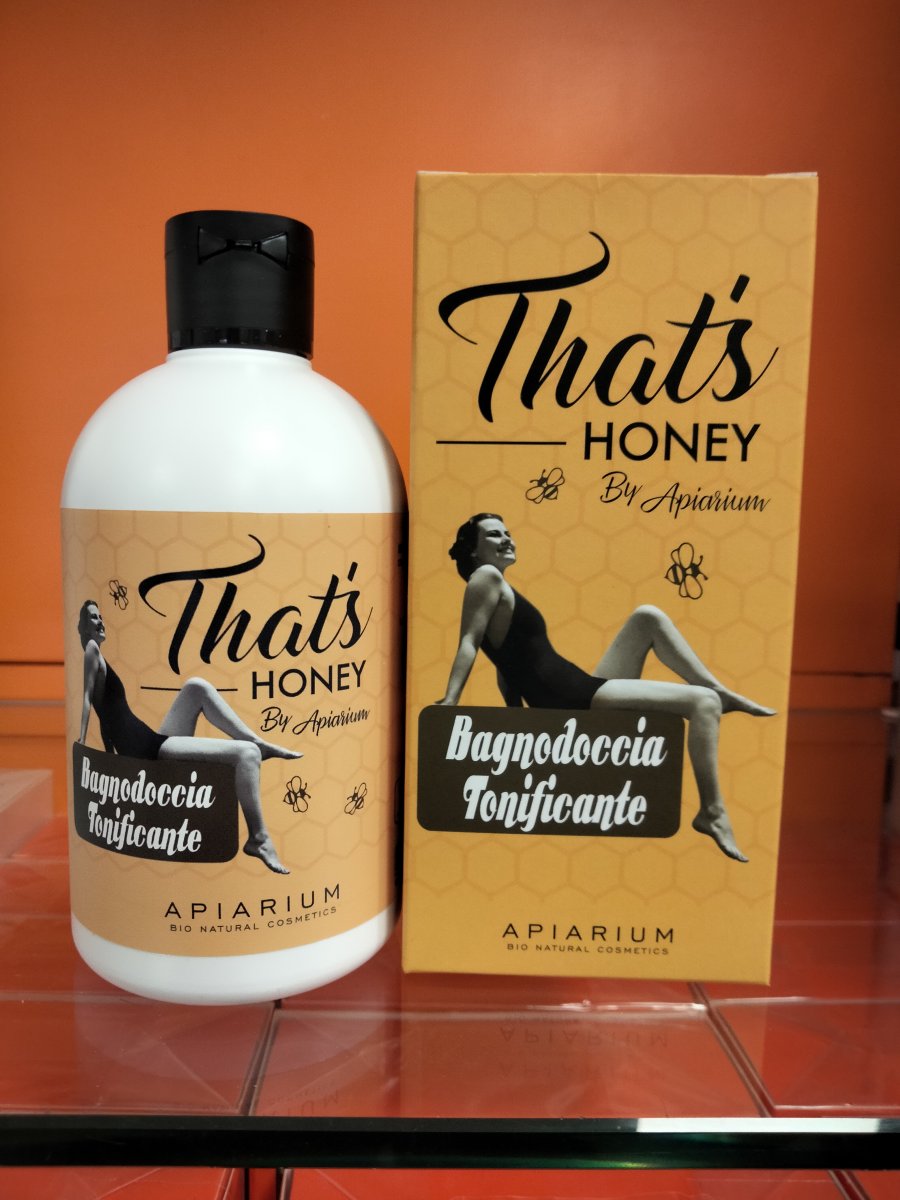 That's
HONEY
By Apiarium
Bagnodoccia
Tonificante
APIARIUM
BIO NATURAL COSMETICS
That's
HONEY
By Apiarium
Bagnodoccia
Tonificante
APIARIUM
BIO NATURAL COSMETICS